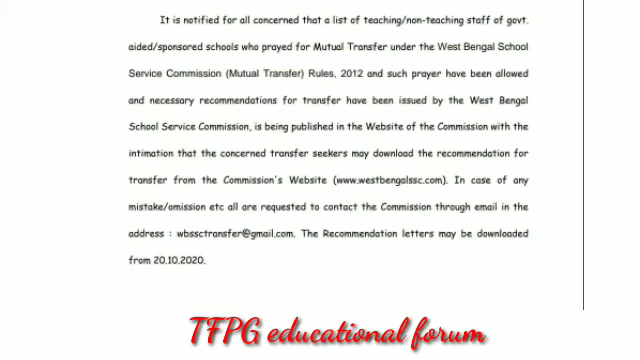 It is notified for all concerned that a list of teaching/non-teaching staff of govt.
aided/sponsored schools who prayed for Mutual Transfer under the West Bengal School
Service Commission (Mutual Transfer) Rules, 2012 and such prayer have been allowed
and necessary recommendations for transfer have been issued by the West Bengal
School Service Commission, is being published in the Website of the Commission with the
intimation that the concerned transfer seekers may download the recommendation for
transfer from the Commission's Website (www.westbengalssc.com). In case of any
mistake/omission etc all are requested to contact the Commission through email in the
address : wbssctransfer@gmail.com. The Recommendation letters may be downloaded
from 20.10.2020.
TFPG educational forum